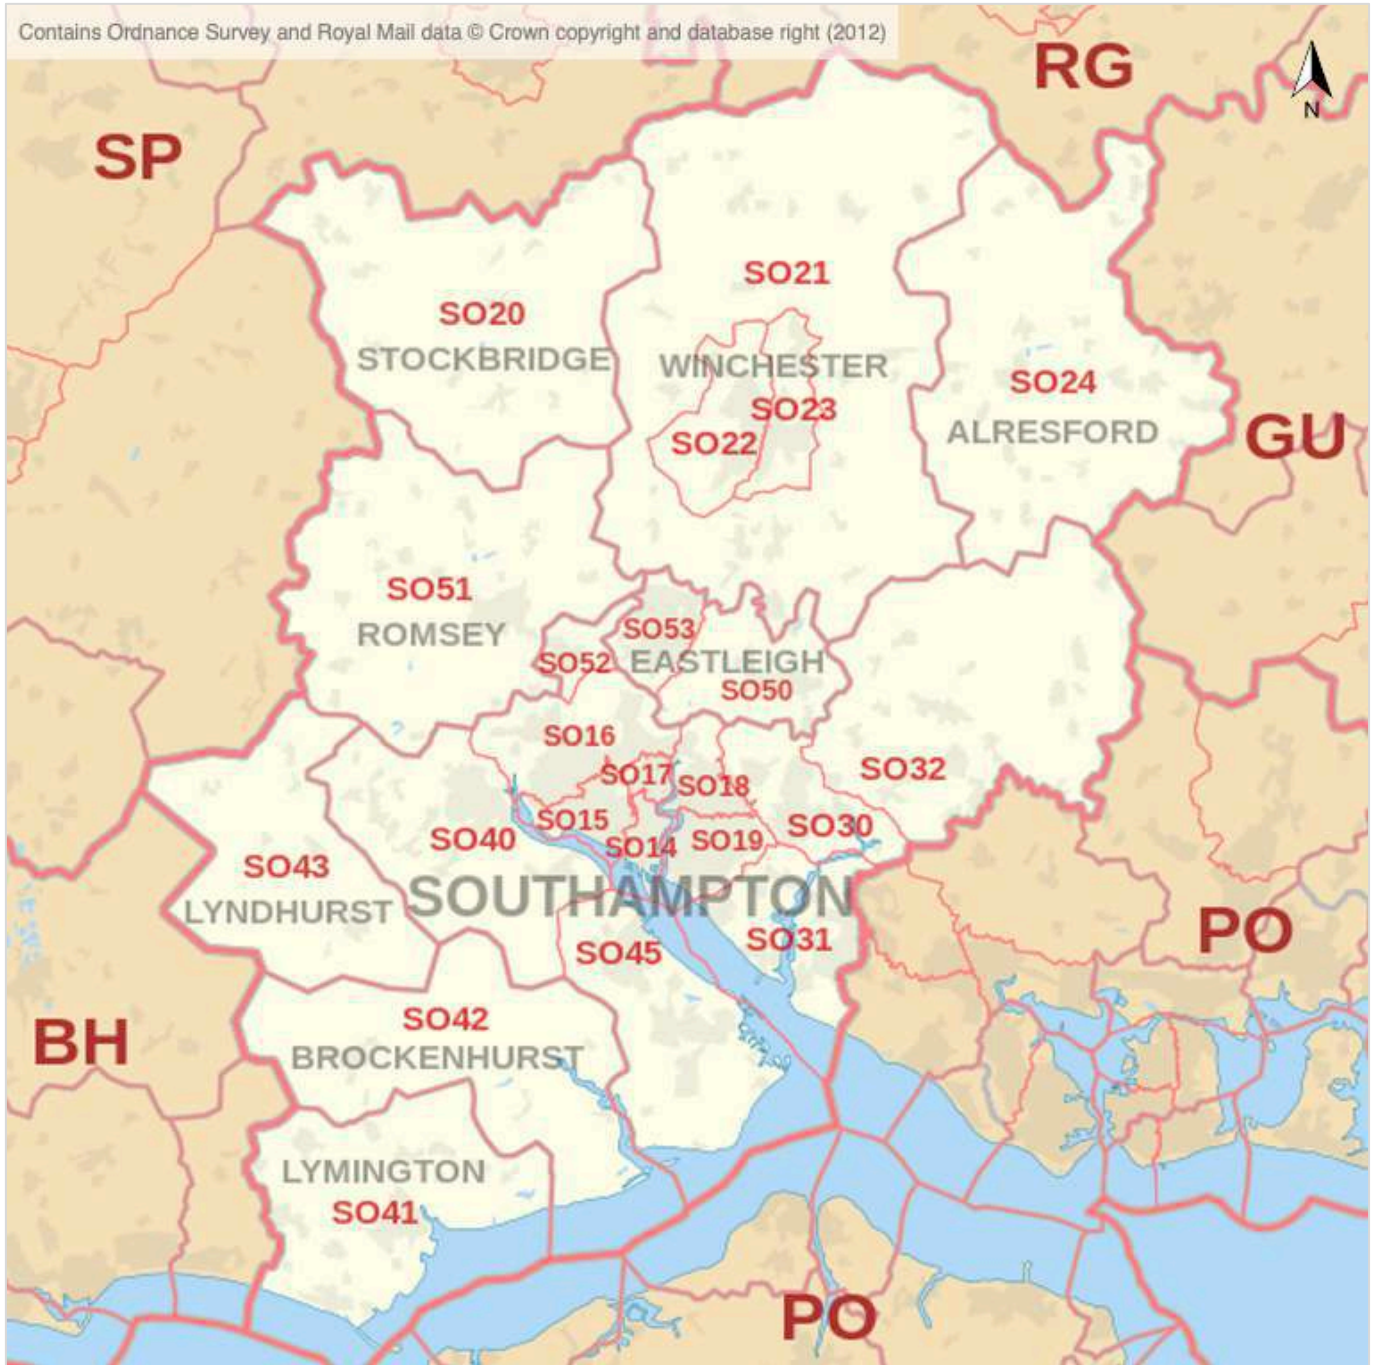 Contains Ordnance Survey and Royal Mail data © Crown copyright and database right (2012)
RG
N
SP
SO21
SO20
STOCKBRIDGE
WINCHESTER
SO24
SO23
ALRESFORD
GU
SO22
SO51
ROMSEY
SO53
SO52
EASTLEIGH
SO50
SO16
SO17
SO18
SO32
SO15
SO30
SO40
SO14
SO19
SO43
SOUTHAMPTON
LYNDHURST
PO
SO31
SO45
SO42
BH
BROCKENHURST
LYMINGTON
SO41
PO